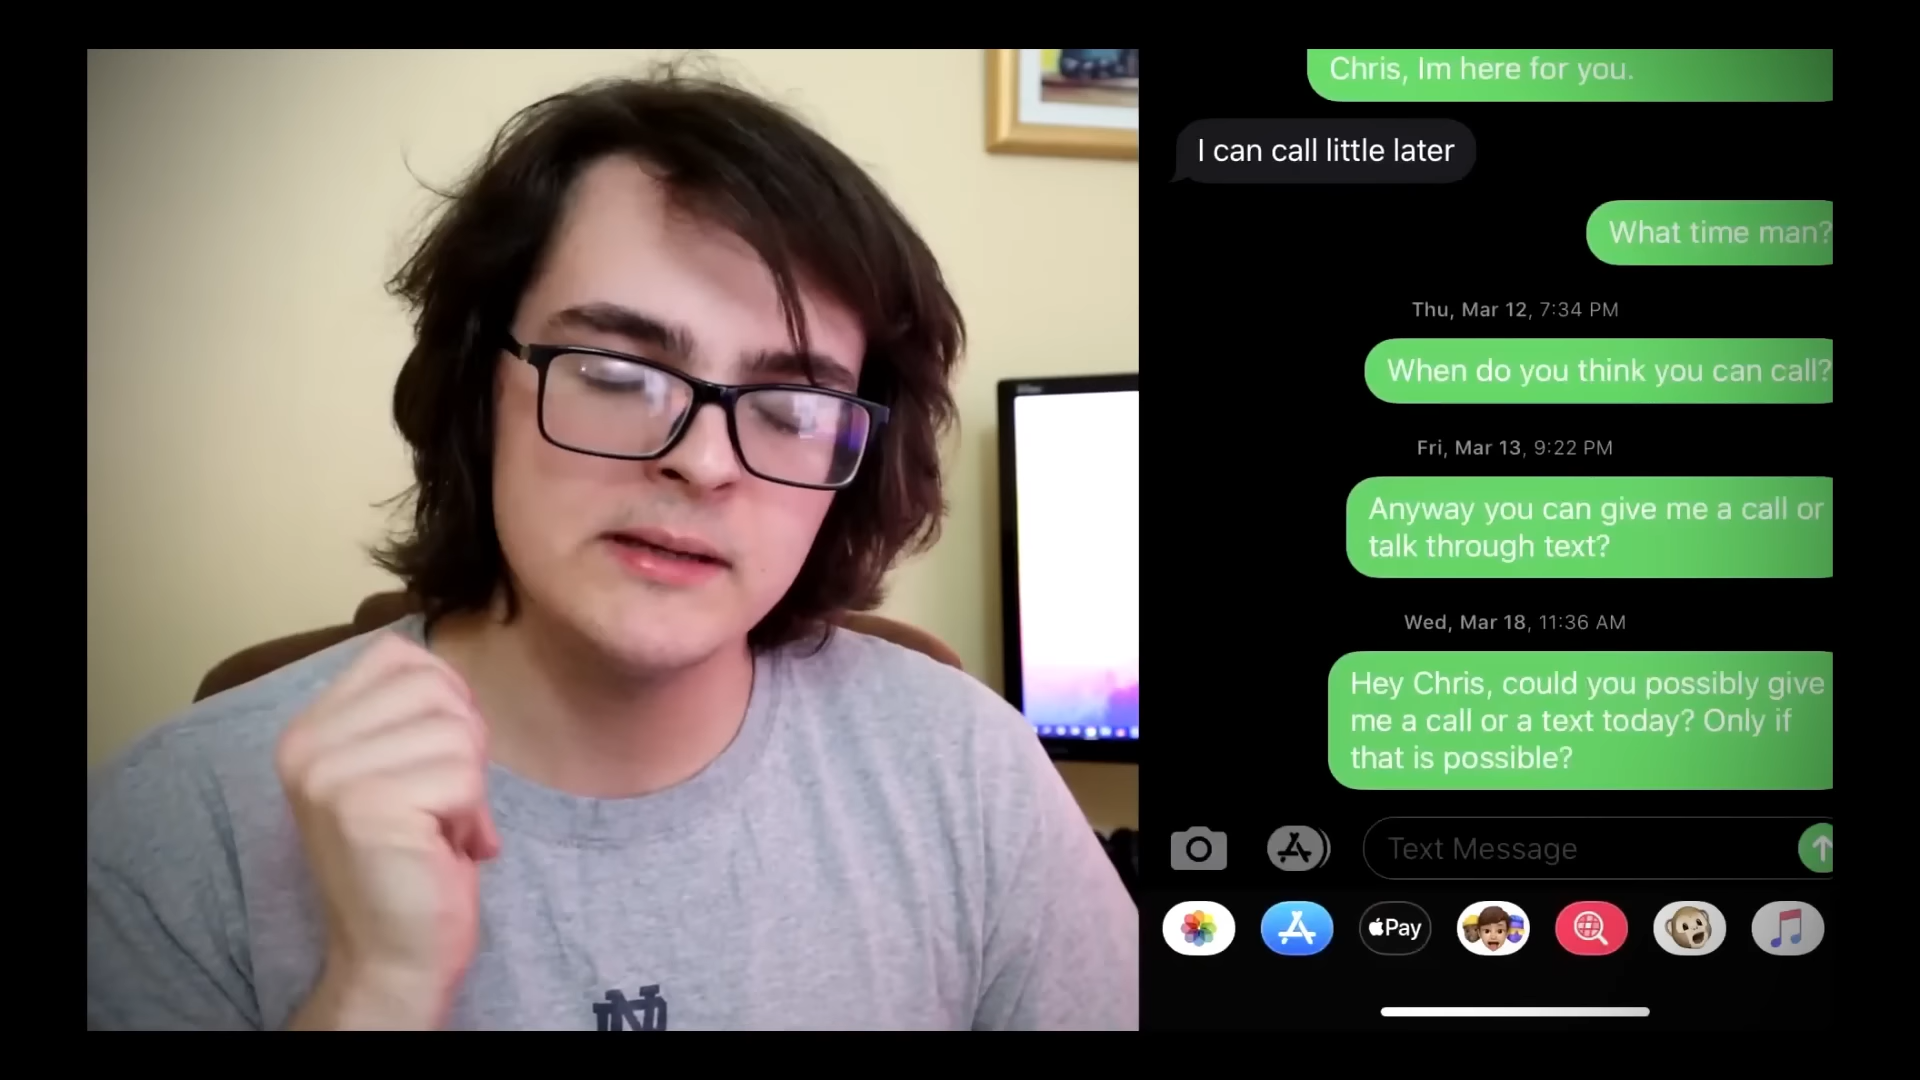 Chris, Im here for you.
I can call little later
What time man?
Thu, Mar 12, 7:34 PM
When do you think you can call?
Fri, Mar 13, 9:22 PM
Anyway you can give me a call or
talk through text?
Wed, Mar 18, 11:36 AM
Hey Chris, could you possibly give
me a call or a text today? Only if
that is possible?
Text Message
Pay
ND